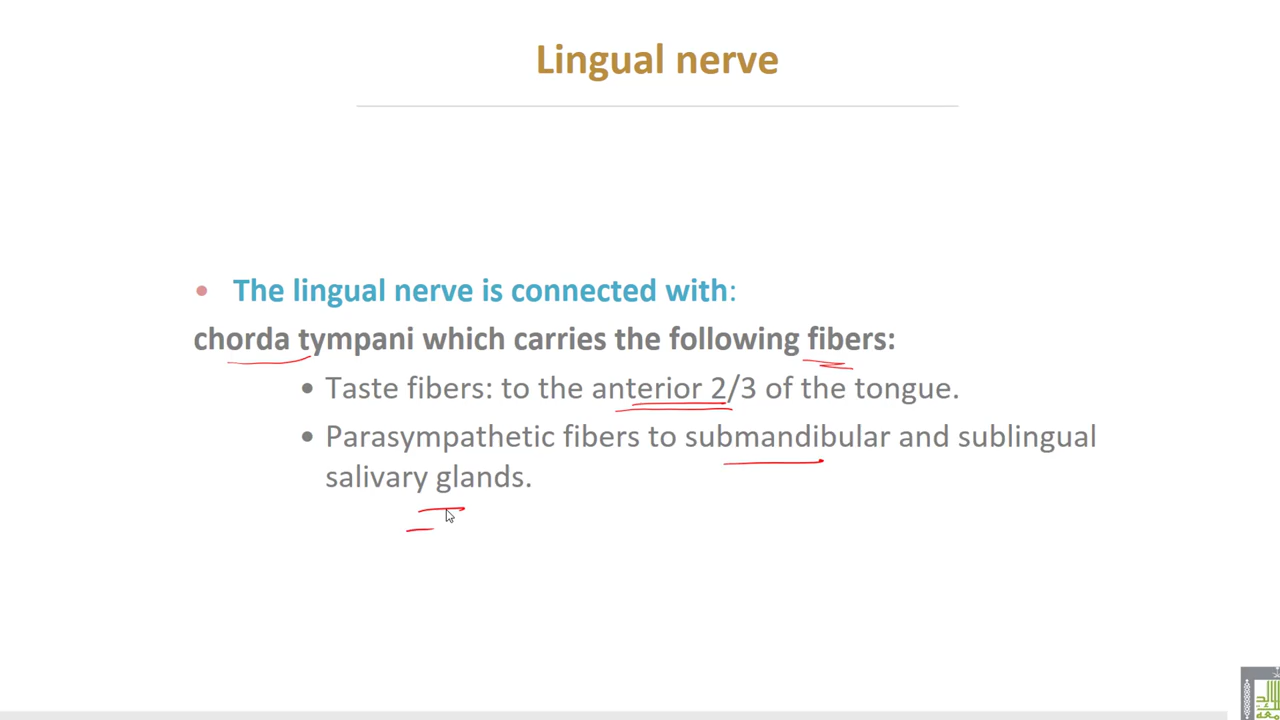 Lingual nerve
• The lingual nerve is connected with:
chorda tympani which carries the following fibers:
• Taste fibers: to the anterior 2/3 of the tongue.
• Parasympathetic fibers to submandibular and sublingual
salivary glands.